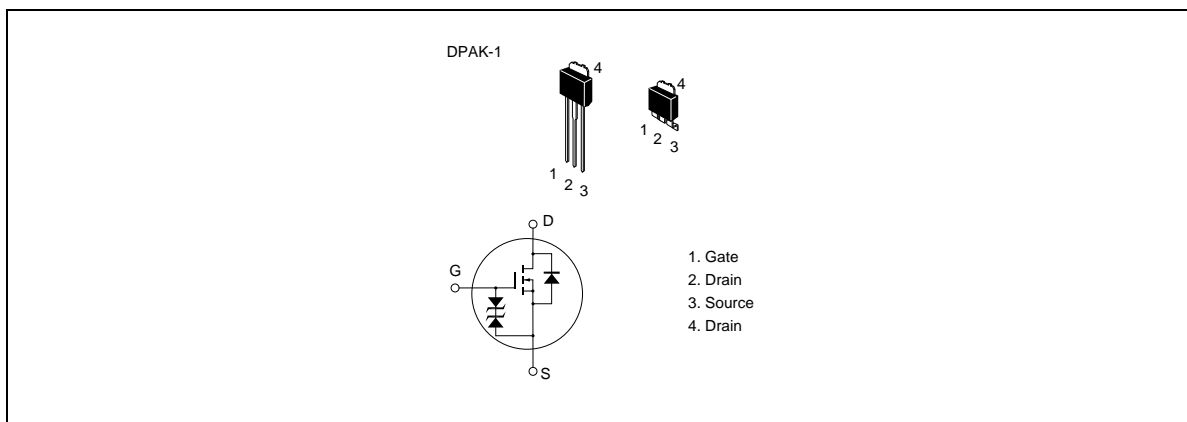 DPAK-1
4
4
1
2
3
1
2
3
D
G
S
1. Gate
2. Drain
3. Source
4. Drain